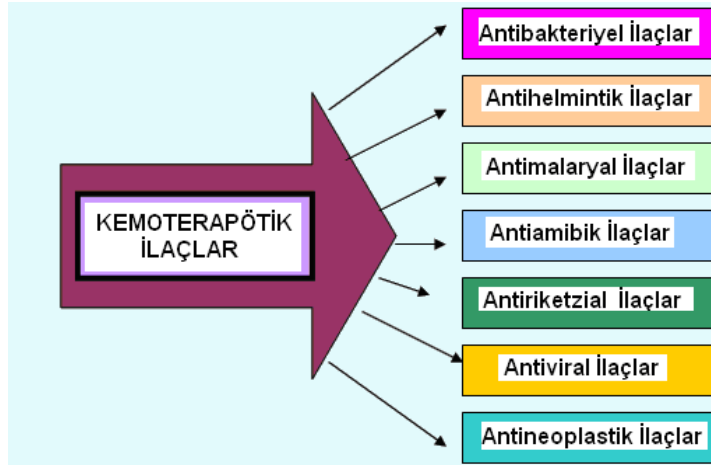 KEMOTERAPÖTİK
İLAÇLAR
Antibakteriyel İlaçlar
Antihelmintik İlaçlar
Antimalaryal İlaçlar
Antiamibik İlaçlar
Antiriketzial İlaçlar
Antiviral İlaçlar
Antineoplastik İlaçlar